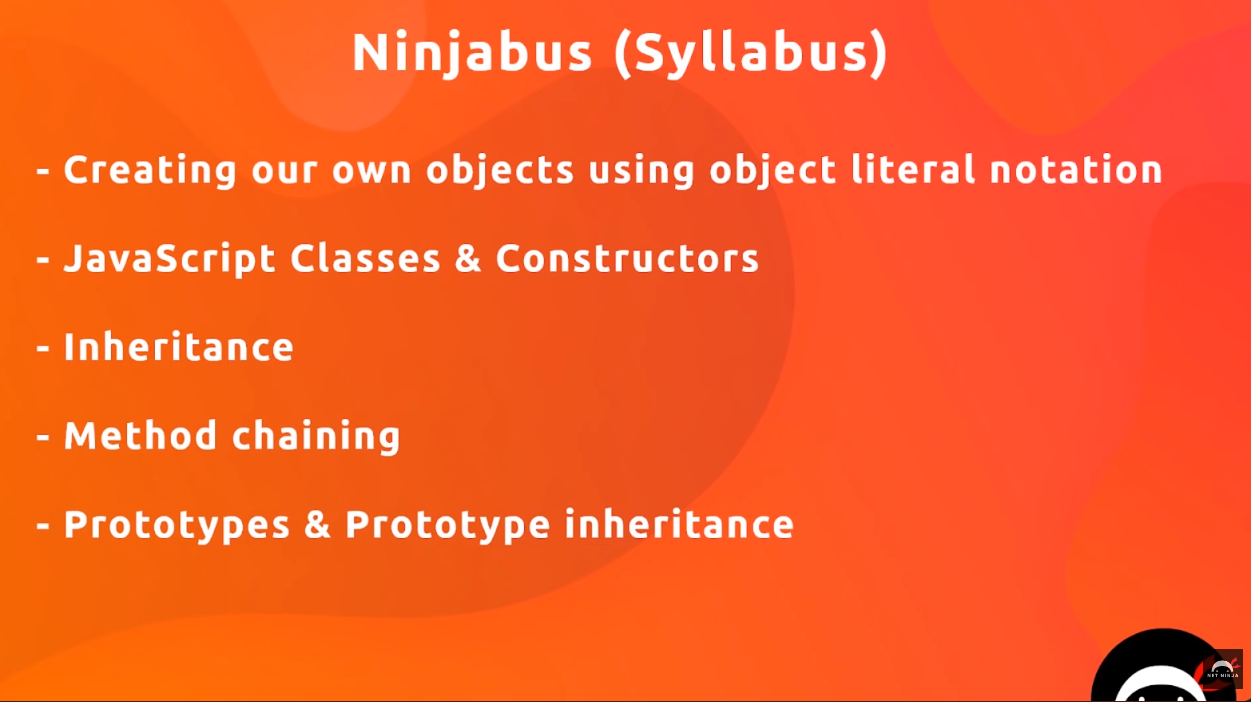 Ninjabus (Syllabus)
- Creating our own objects using object literal notation
- JavaScript Classes & Constructors
- Inheritance
- Method chaining
- Prototypes & Prototype inheritance
NET NINJA